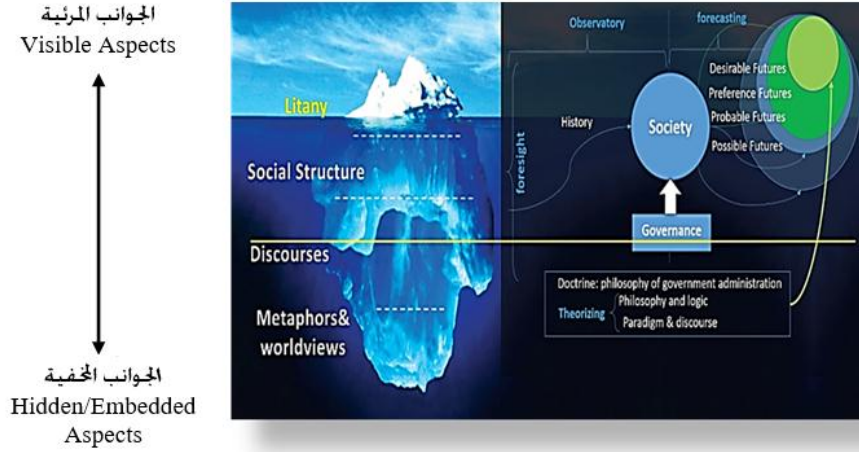 الجوانب المرئية
Visible Aspects
الجوانب المخفية
Hidden/Embedded
Aspects
Litany
Social Structure
Discourses
Metaphors&
worldviews
Observatory
forecasting
foresight
History
Society
Governance
Desirable Futures
Preference Futures
Probable Futures
Possible Futures
Doctrine: philosophy of government administration
Theorizing
Philosophy and logic
Paradigm & discourse